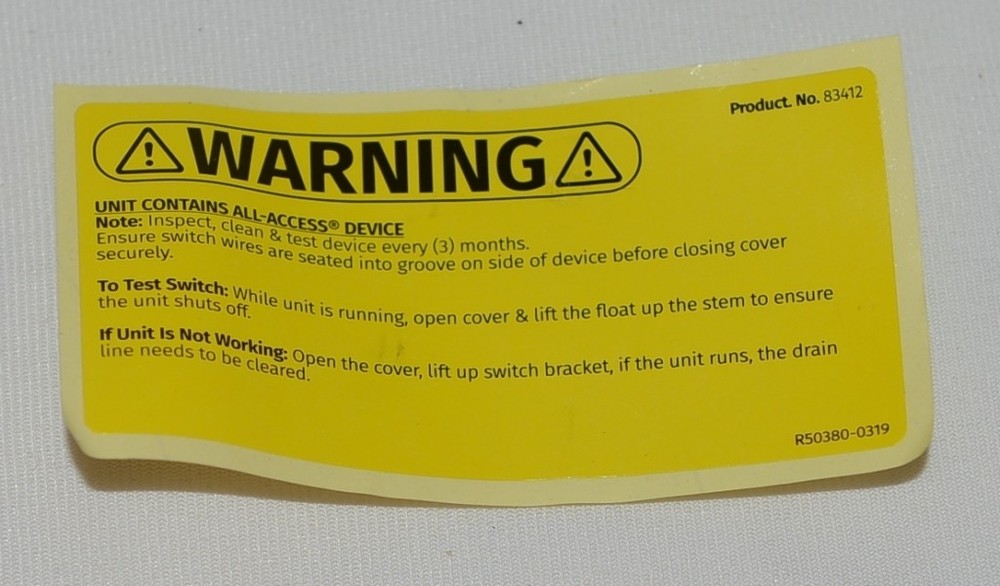 Product. No. 83412
WARNING
UNIT CONTAINS ALL-ACCESS® DEVICE
Note: Inspect, clean & test device every (3) months.
Ensure switch wires are seated into groove on side of device before closing cover
securely.
To Test Switch: While unit is running, open cover & lift the float up the stem to ensure
the unit shuts off.
If Unit Is Not Working: Open the cover, lift up switch bracket, if the unit runs, the drain
line needs to be cleared.
R50380-0319